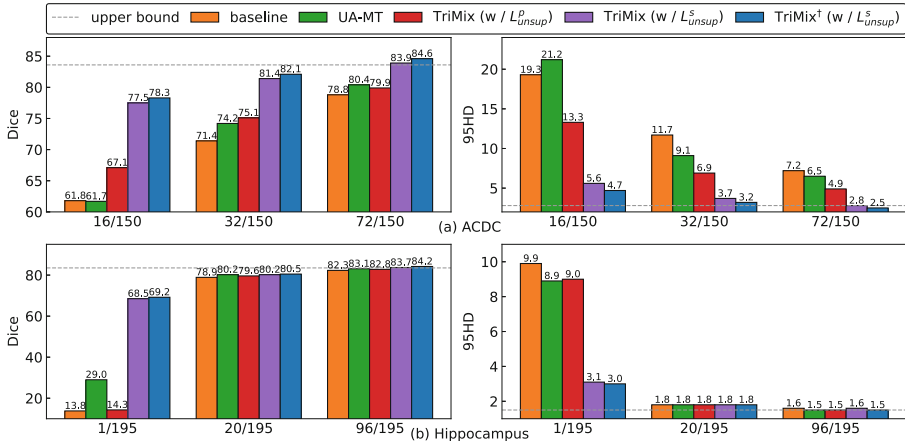 upper bound baseline UA-MT TriMix (w / L^p_unsup) TriMix (w / L^s_unsup) TriMix† (w / L^s_unsup)
Dice
85
80
75
70
65
60
61.8 61.7 67.1 77.5 78.3
71.4 74.2 75.1 81.4 82.1
78.8 80.4 79.9 83.9 84.6
16/150 32/150 72/150
95HD
20
15
10
5
19.3 21.2 13.3 5.6 4.7
11.7 9.1 6.9 3.7 3.2
7.2 6.5 4.9 2.8 2.5
16/150 32/150 72/150
(a) ACDC
Dice
80
60
40
20
13.8 29.0 14.3 68.5 69.2
78.9 80.2 79.6 80.2 80.5
82.3 83.1 82.8 83.7 84.2
1/195 20/195 96/195
95HD
10
8
6
4
2
9.9 8.9 9.0 3.1 3.0
1.8 1.8 1.8 1.8 1.8
1.6 1.5 1.5 1.6 1.5
1/195 20/195 96/195
(b) Hippocampus